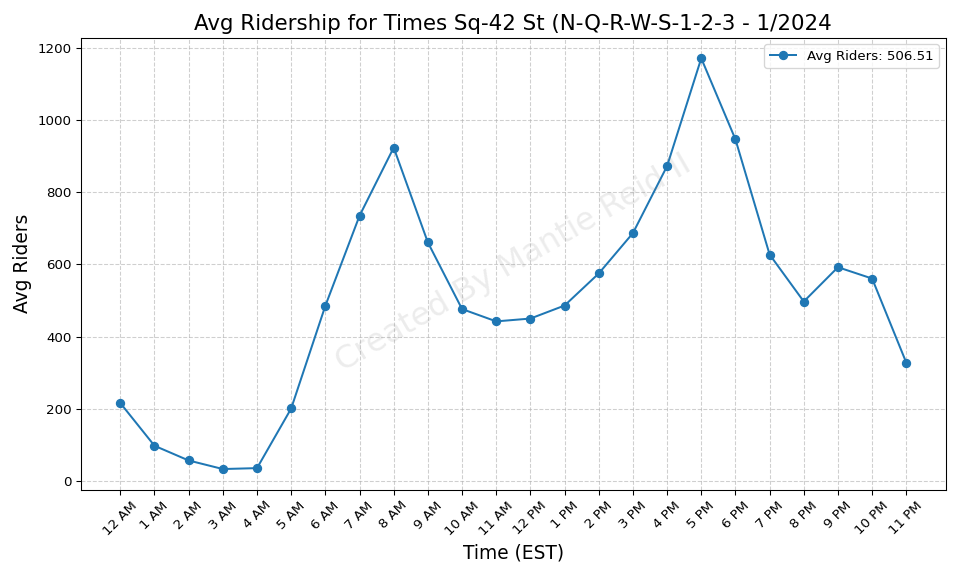 Avg Ridership for Times Sq-42 St (N-Q-R-W-S-1-2-3 - 1/2024
Avg Riders: 506.51
1200
1000
800
600
400
200
0
Avg Riders
Created By Mantie Reid II
12 AM
1 AM
2 AM
3 AM
4 AM
5 AM
6 AM
7 AM
8 AM
9 AM
10 AM
11 AM
12 PM
1 PM
2 PM
3 PM
4 PM
5 PM
6 PM
7 PM
8 PM
9 PM
10 PM
11 PM
Time (EST)